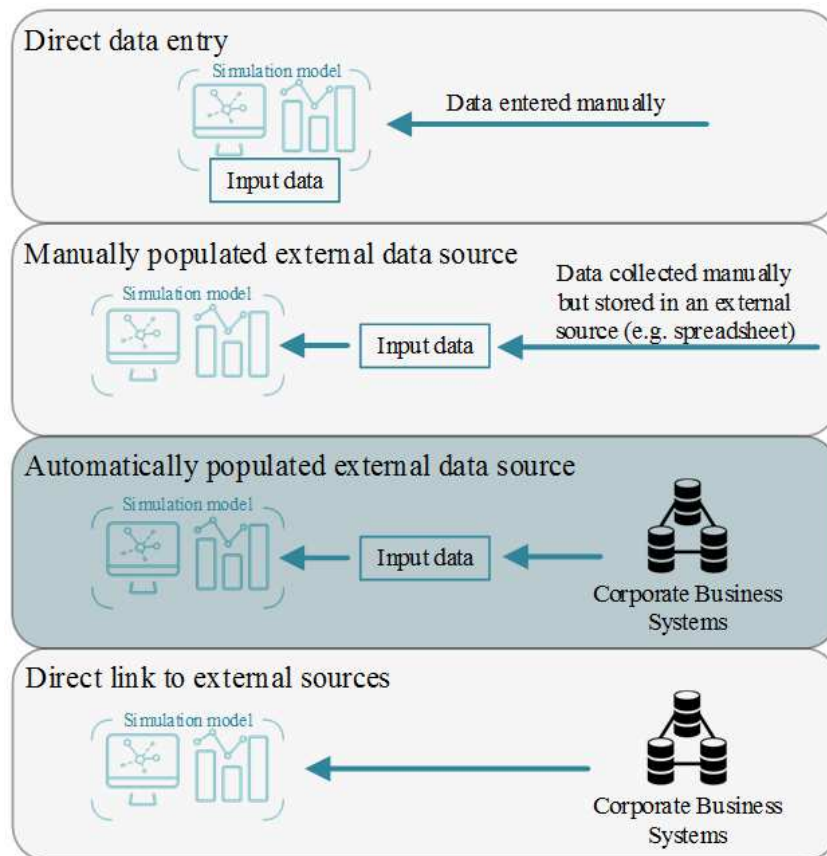 Direct data entry
Simulation model
Data entered manually
Input data
Manually populated external data source
Simulation model
Data collected manually
but stored in an external
source (e.g. spreadsheet)
Input data
Automatically populated external data source
Simulation model
Input data
Corporate Business
Systems
Direct link to external sources
Simulation model
Corporate Business
Systems